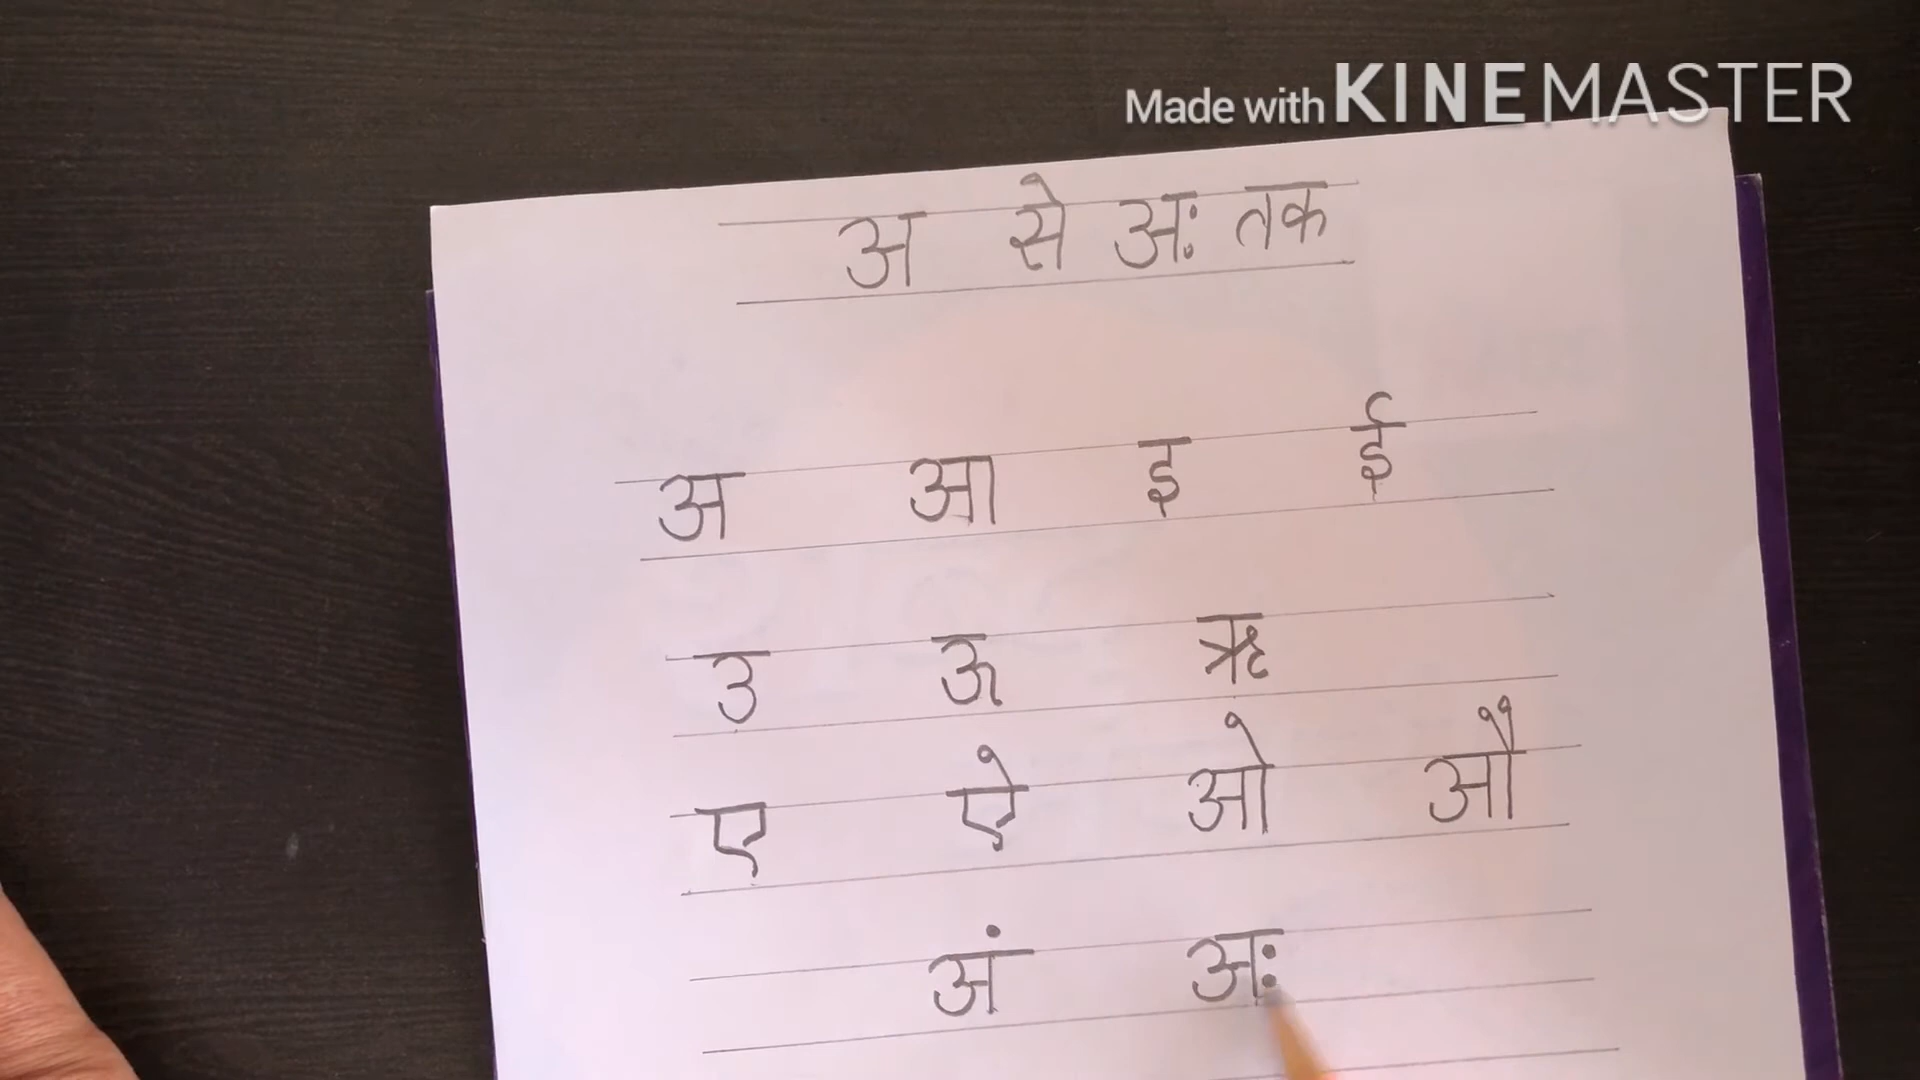 Made with KINEMASTER
अ से अः तक
अ आ इ ई
उ ऊ ऋ
ए ऐ ओ औ
अं अः